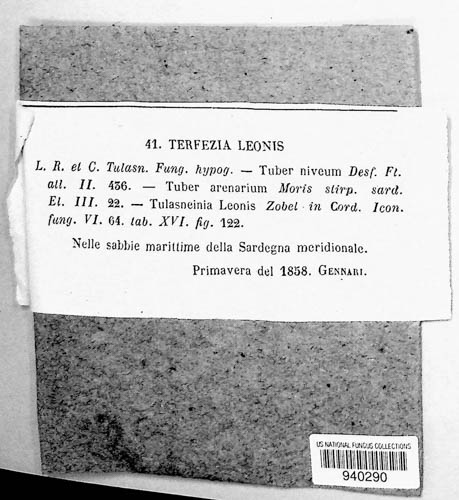 41. TERFEZIA LEONIS
L. R. et C. Tulasn. Fung. hypog. — Tuber niveum Desf. Fl.
all. II. 436. — Tuber arenarium Moris stirp. sard.
El. III. 22. — Tulasneinia Leonis Zobel in Cord. Icon.
fung. VI. 64. tab. XVI. fig. 122.
Nelle sabbie marittime della Sardegna meridionale.
Primavera del 1858. GENNARI.
US NATIONAL FUNGUS COLLECTIONS
940290